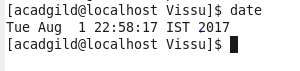 [acadgild@localhost Vissu]$ date
Tue Aug  1 22:58:17 IST 2017
[acadgild@localhost Vissu]$